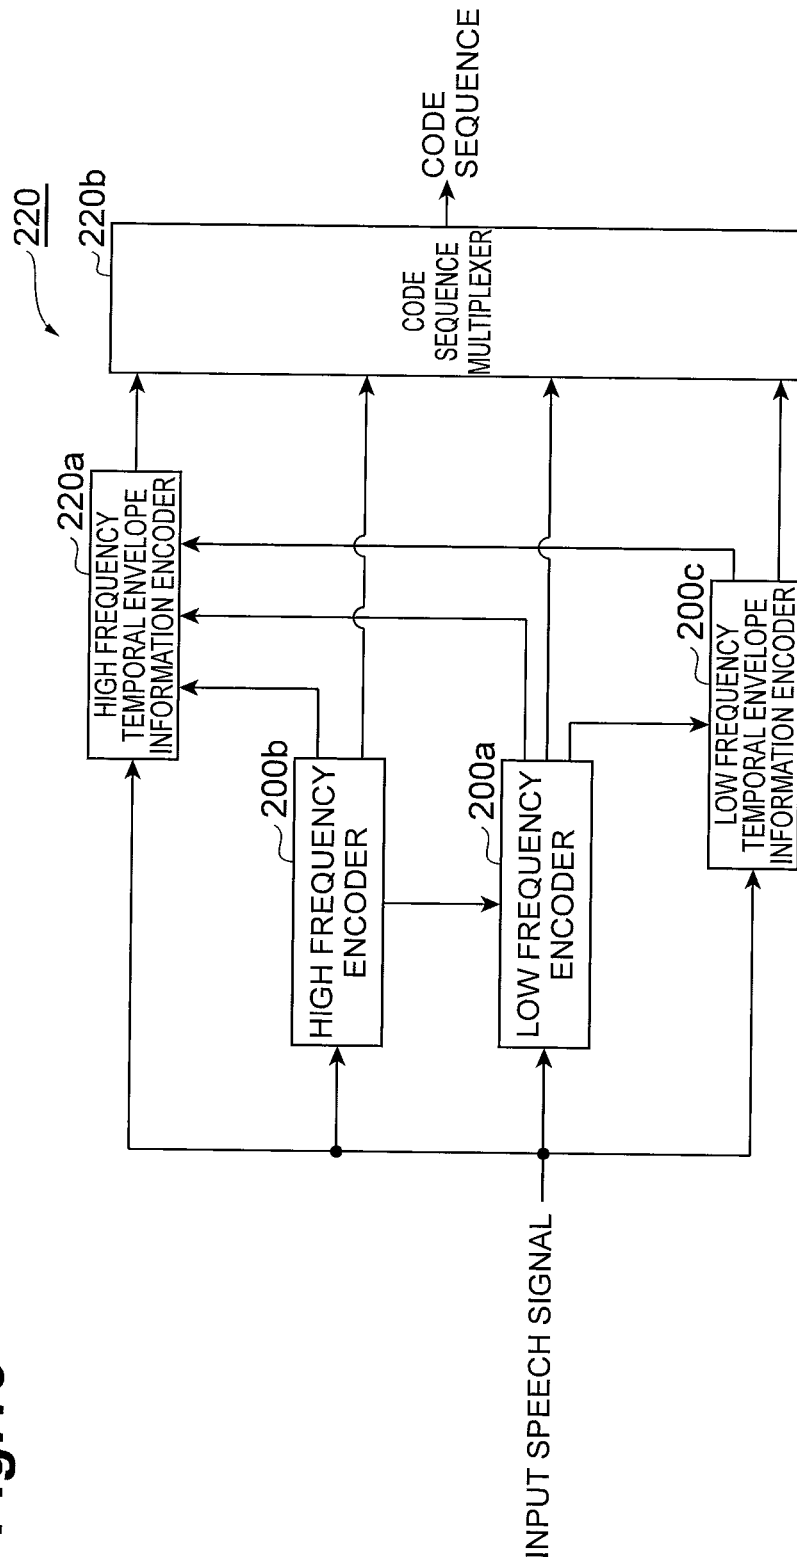 220
220a
HIGH FREQUENCY
TEMPORAL ENVELOPE
INFORMATION ENCODER
220b
200b
HIGH FREQUENCY
ENCODER
CODE
SEQUENCE
MULTIPLEXER
CODE
SEQUENCE
200a
LOW FREQUENCY
ENCODER
INPUT SPEECH SIGNAL
200c
LOW FREQUENCY
TEMPORAL ENVELOPE
INFORMATION ENCODER